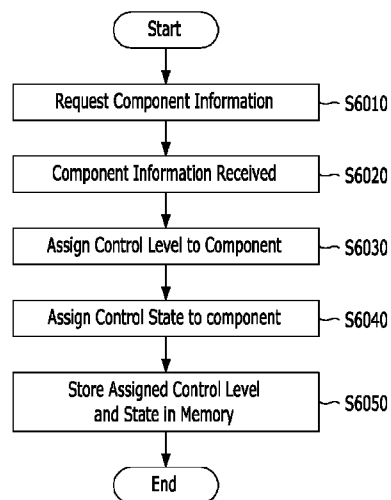 Start
Request Component Information
S6010
Component Information Received
S6020
Assign Control Level to Component
S6030
Assign Control State to component
S6040
Store Assigned Control Level
and State in Memory
S6050
End